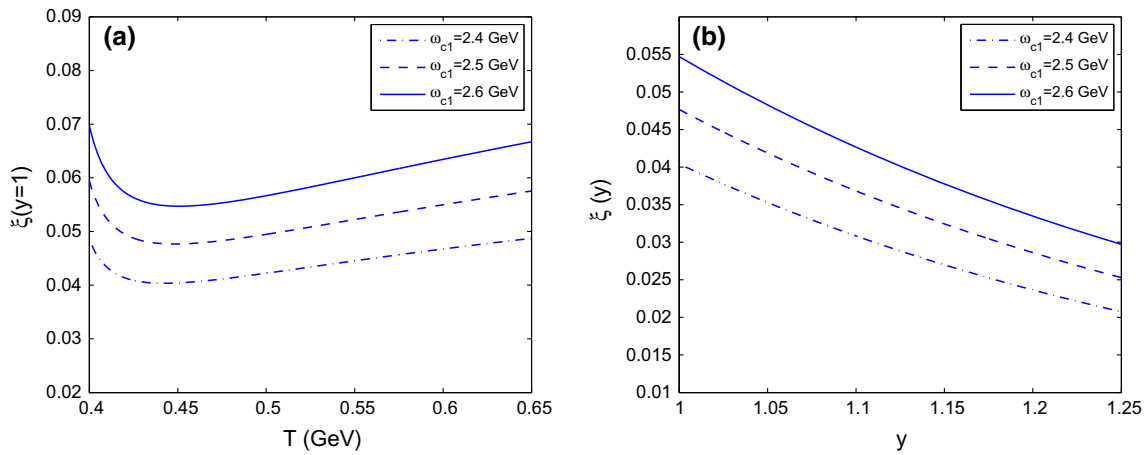 (a)
ω_c1=2.4 GeV
ω_c1=2.5 GeV
ω_c1=2.6 GeV
0.09
0.08
0.07
0.06
0.05
0.04
0.03
0.02
ξ(y=1)
0.4 0.45 0.5 0.55 0.6 0.65
T (GeV)
(b)
ω_c1=2.4 GeV
ω_c1=2.5 GeV
ω_c1=2.6 GeV
0.055
0.05
0.045
0.04
0.035
0.03
0.025
0.02
0.015
0.01
ξ (y)
1 1.05 1.1 1.15 1.2 1.25
y